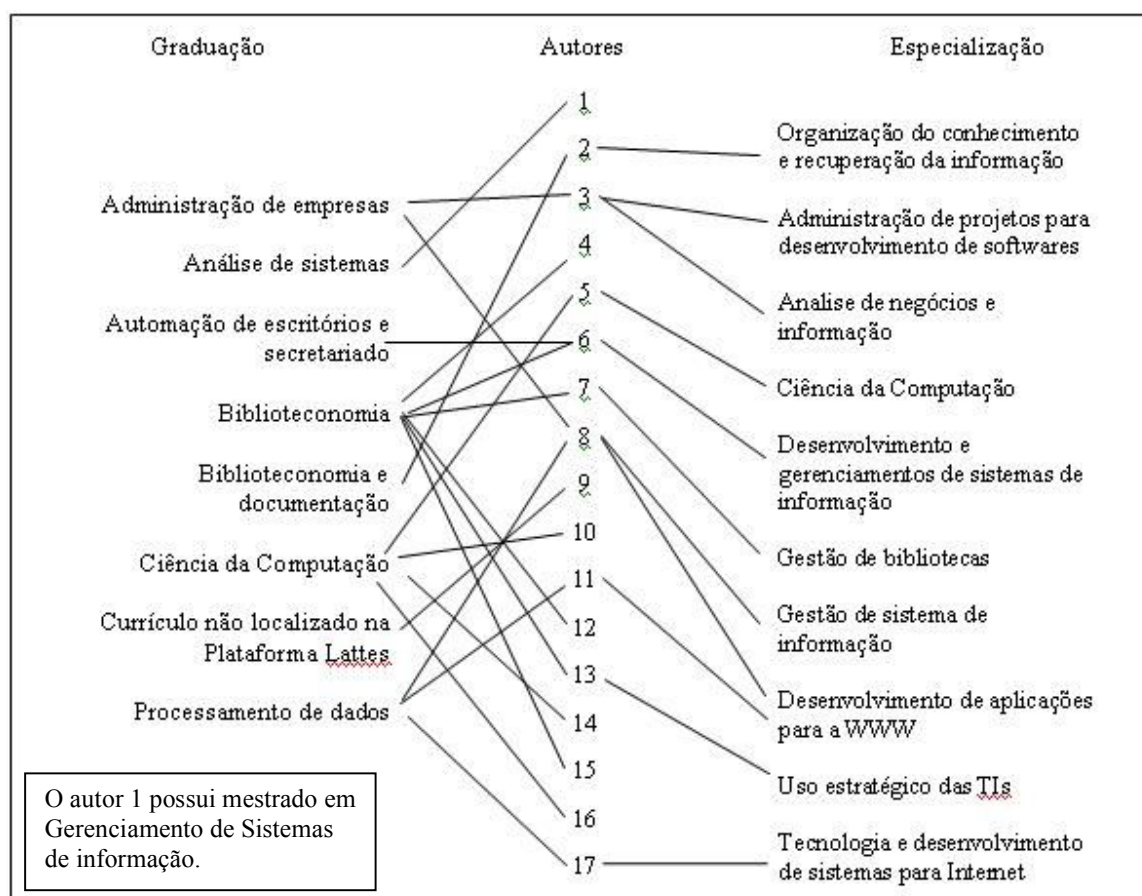 Graduação
Autores
Especialização
Administração de empresas
Análise de sistemas
Automação de escritórios e
secretariado
Biblioteconomia
Biblioteconomia e
documentação
Ciência da Computação
Currículo não localizado na
Plataforma Lattes
Processamento de dados
1
2
3
4
5
6
7
8
9
10
11
12
13
14
15
16
17
Organização do conhecimento
e recuperação da informação
Administração de projetos para
desenvolvimento de softwares
Analise de negócios e
informação
Ciência da Computação
Desenvolvimento e
gerenciamentos de sistemas de
informação
Gestão de bibliotecas
Gestão de sistema de
informação
Desenvolvimento de aplicações
para a WWW
Uso estratégico das TIs
Tecnologia e desenvolvimento
de sistemas para Internet
O autor 1 possui mestrado em
Gerenciamento de Sistemas
de informação.